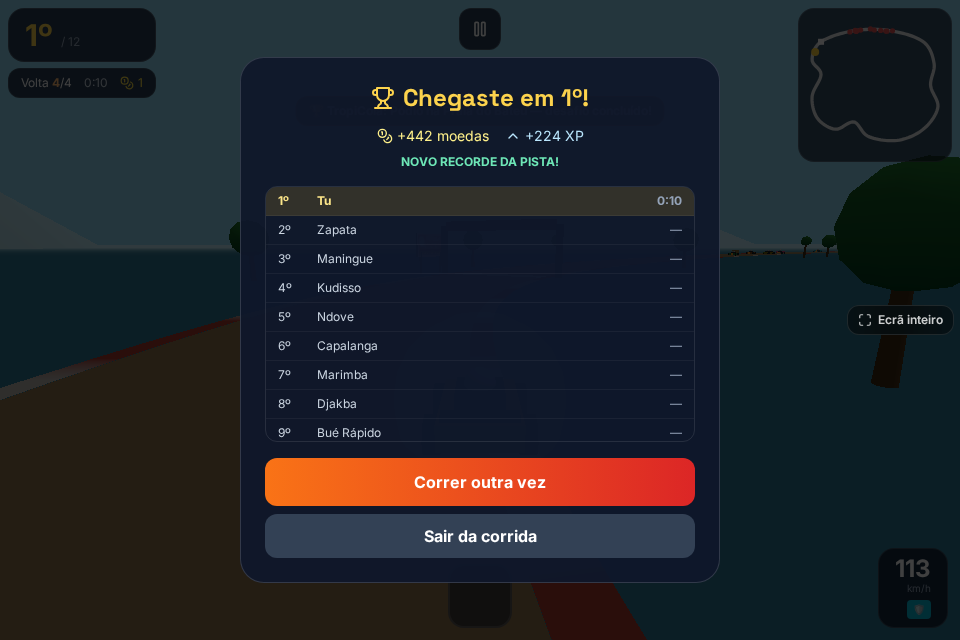 1º / 12
Volta 4/4 0:10 1
Chegaste em 1º!
+442 moedas +224 XP
NOVO RECORDE DA PISTA!
1º Tu 0:10
2º Zapata —
3º Maningue —
4º Kudisso —
5º Ndove —
6º Capalanga —
7º Marimba —
8º Djakba —
9º Bué Rápido —
Ecrã inteiro
Correr outra vez
Sair da corrida
113
km/h